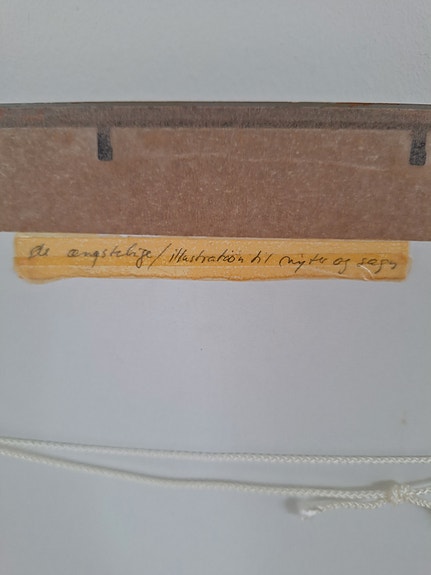 de ængstelige / illustration til myter og sagn